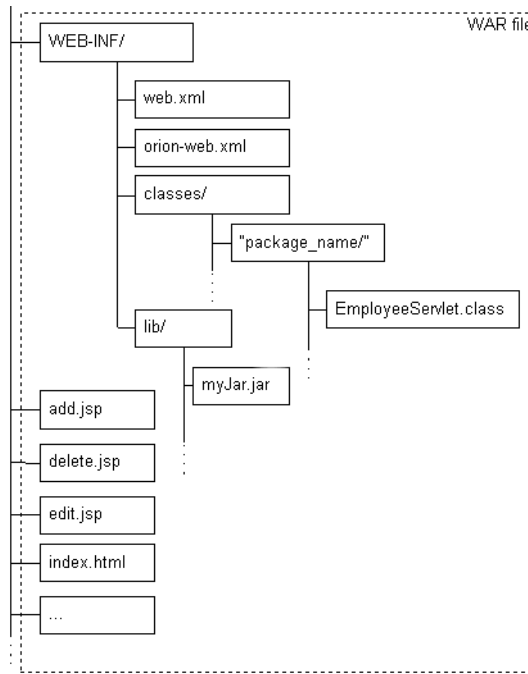 WAR file
WEB-INF/
web.xml
orion-web.xml
classes/
"package_name/"
EmployeeServlet.class
lib/
myJar.jar
add.jsp
delete.jsp
edit.jsp
index.html
...